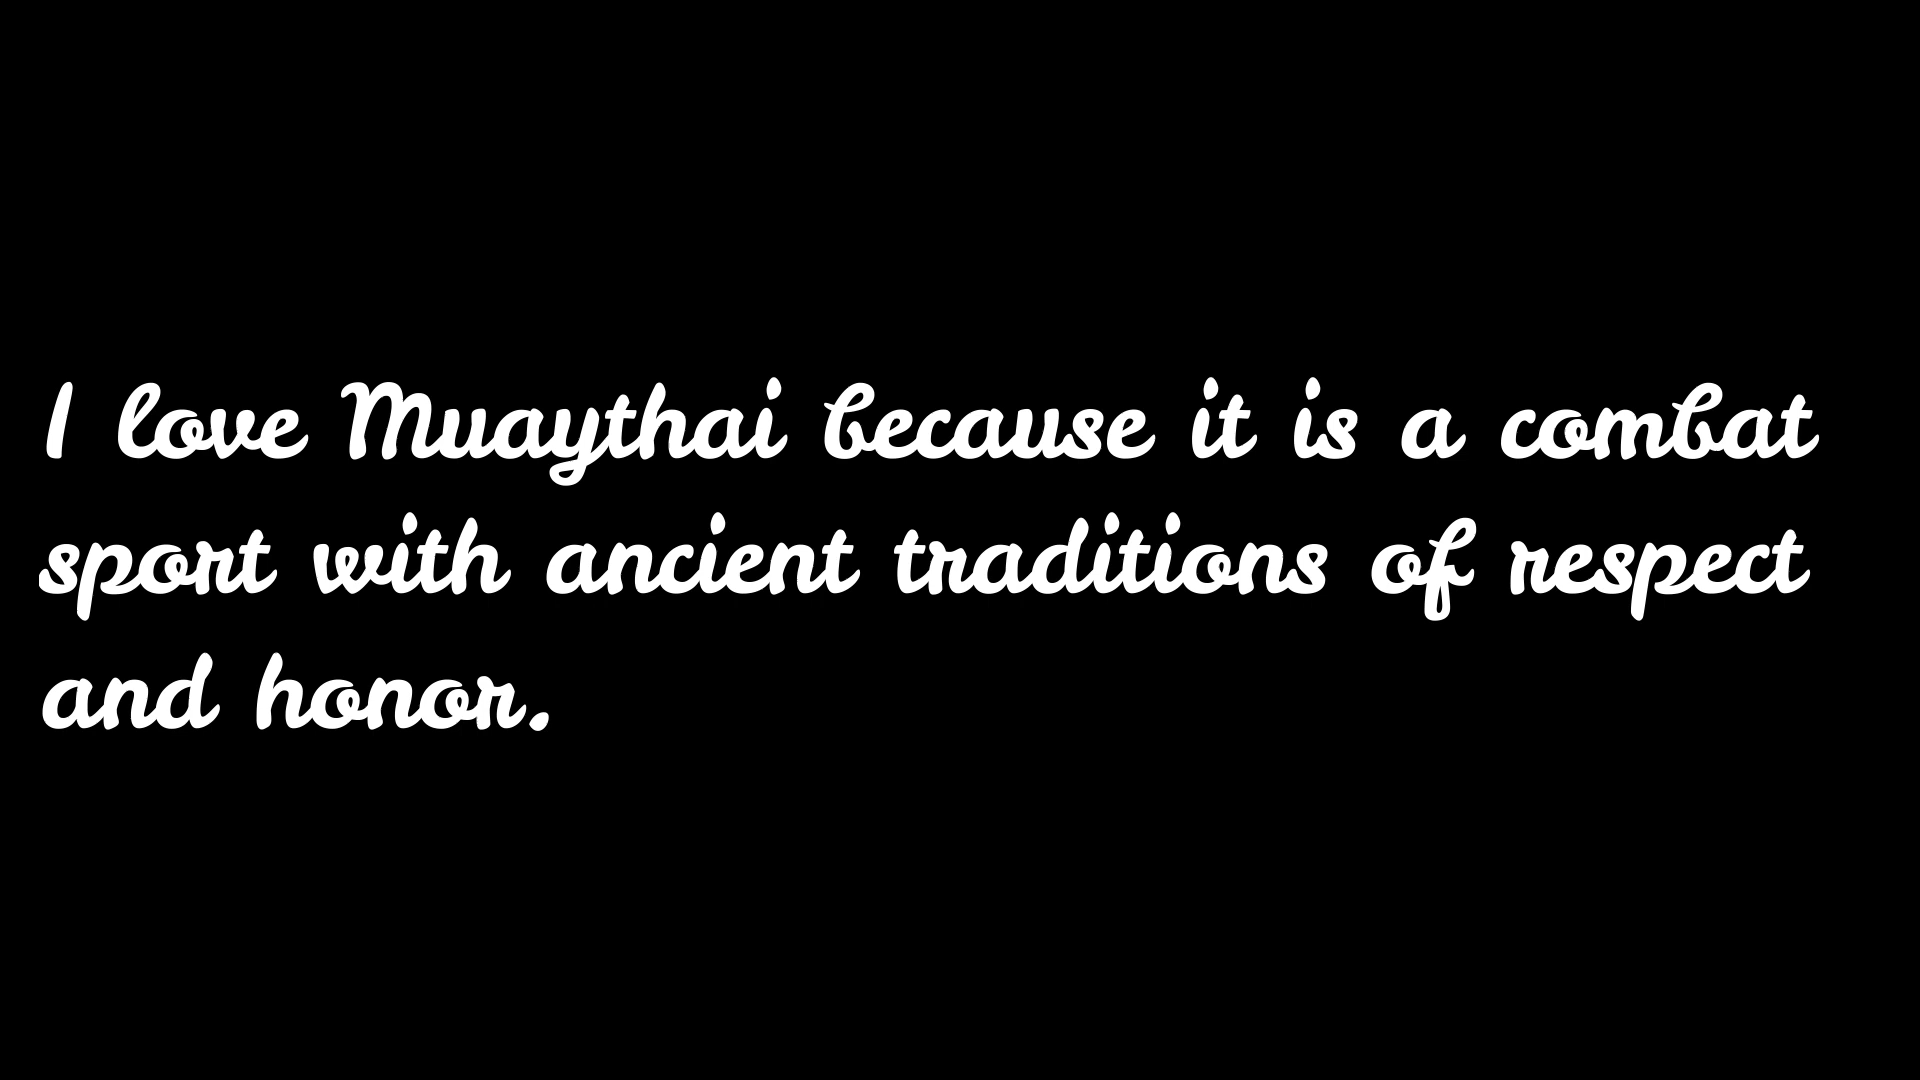 I love Muaythai because it is a combat
sport with ancient traditions of respect
and honor.